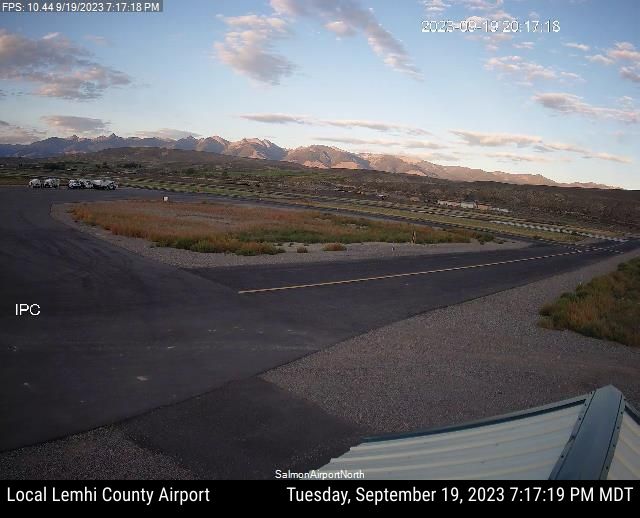 FPS: 10.44 9/19/2023 7:17:18 PM
2023-09-19 20:17:18
IPC
SalmonAirportNorth
Local Lemhi County Airport
Tuesday, September 19, 2023 7:17:19 PM MDT